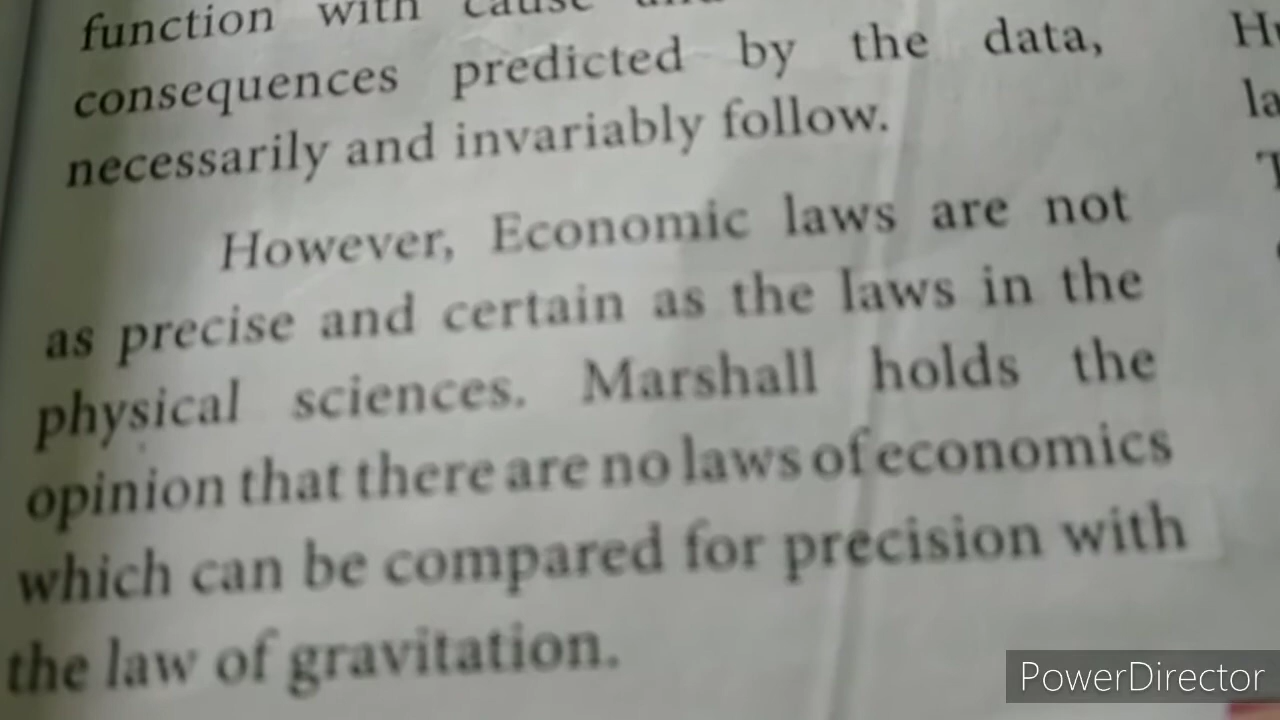 function with cause
consequences predicted by the data,
necessarily and invariably follow.
However, Economic laws are not
as precise and certain as the laws in the
physical sciences. Marshall holds the
opinion that there are no laws of economics
which can be compared for precision with
the law of gravitation.
PowerDirector